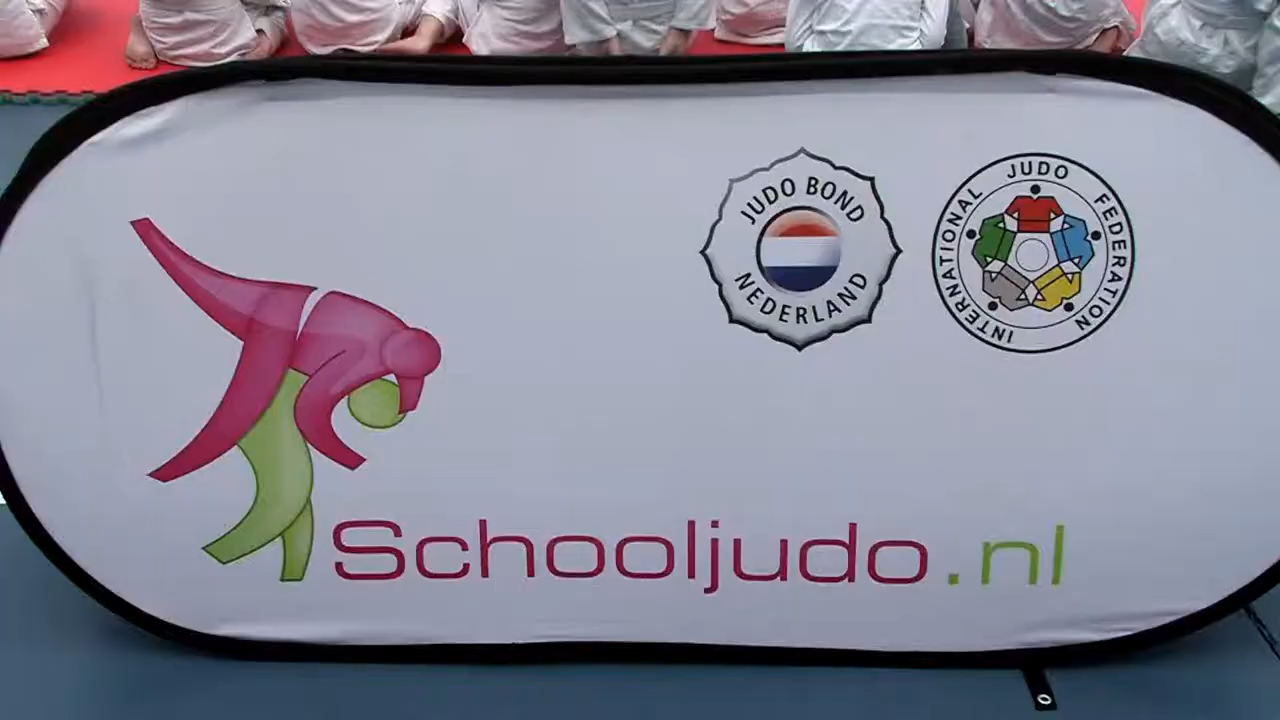 JUDO BOND
NEDERLAND
INTERNATIONAL JUDO FEDERATION
Schooljudo.nl